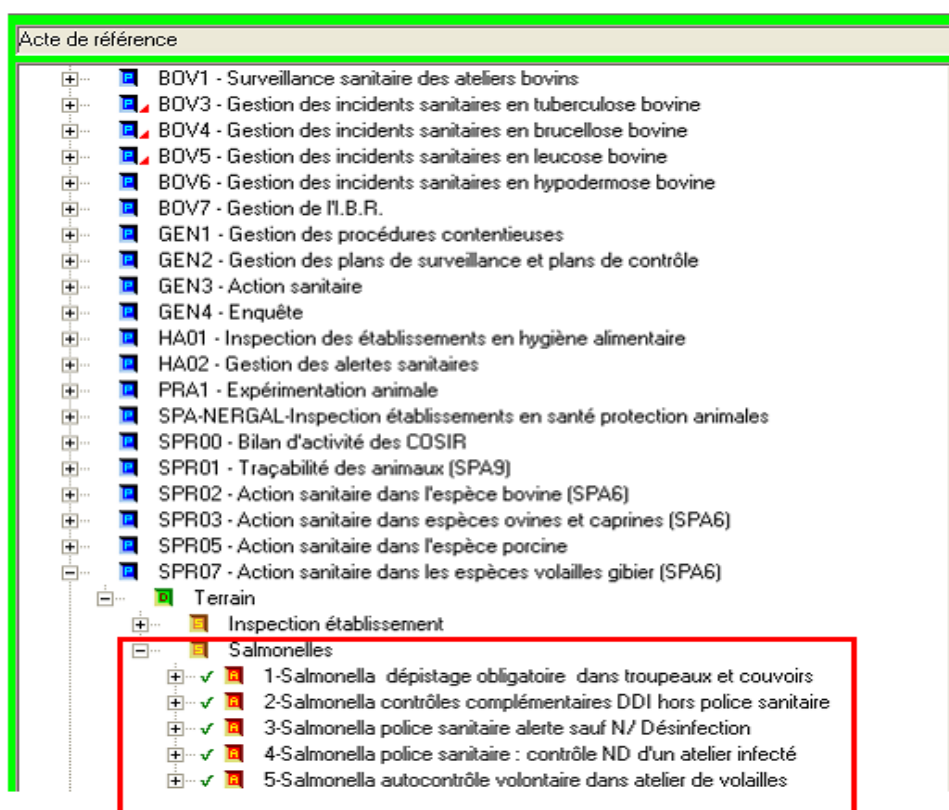 Acte de référence
BOV1 - Surveillance sanitaire des ateliers bovins
BOV3 - Gestion des incidents sanitaires en tuberculose bovine
BOV4 - Gestion des incidents sanitaires en brucellose bovine
BOV5 - Gestion des incidents sanitaires en leucose bovine
BOV6 - Gestion des incidents sanitaires en hypodermose bovine
BOV7 - Gestion de l'I.B.R.
GEN1 - Gestion des procédures contentieuses
GEN2 - Gestion des plans de surveillance et plans de contrôle
GEN3 - Action sanitaire
GEN4 - Enquête
HA01 - Inspection des établissements en hygiène alimentaire
HA02 - Gestion des alertes sanitaires
PRA1 - Expérimentation animale
SPA-NERGAL-Inspection établissements en santé protection animales
SPR00 - Bilan d'activité des COSIR
SPR01 - Traçabilité des animaux (SPA9)
SPR02 - Action sanitaire dans l'espèce bovine (SPA6)
SPR03 - Action sanitaire dans espèces ovines et caprines (SPA6)
SPR05 - Action sanitaire dans l'espèce porcine
SPR07 - Action sanitaire dans les espèces volailles gibier (SPA6)
Terrain
Inspection établissement
Salmonelles
1-Salmonella dépistage obligatoire dans troupeaux et couvoirs
2-Salmonella contrôles complémentaires DDI hors police sanitaire
3-Salmonella police sanitaire alerte sauf N/ Désinfection
4-Salmonella police sanitaire : contrôle ND d'un atelier infecté
5-Salmonella autocontrôle volontaire dans atelier de volailles